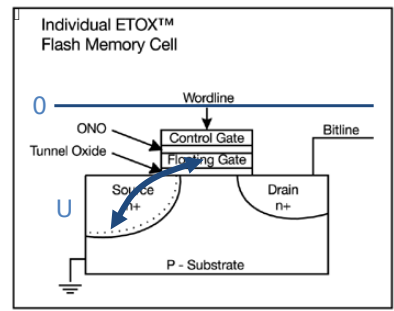 Individual ETOX™
Flash Memory Cell
0
Wordline
ONO
Control Gate
Bitline
Tunnel Oxide
Floating Gate
Source
n+
Drain
n+
U
P - Substrate